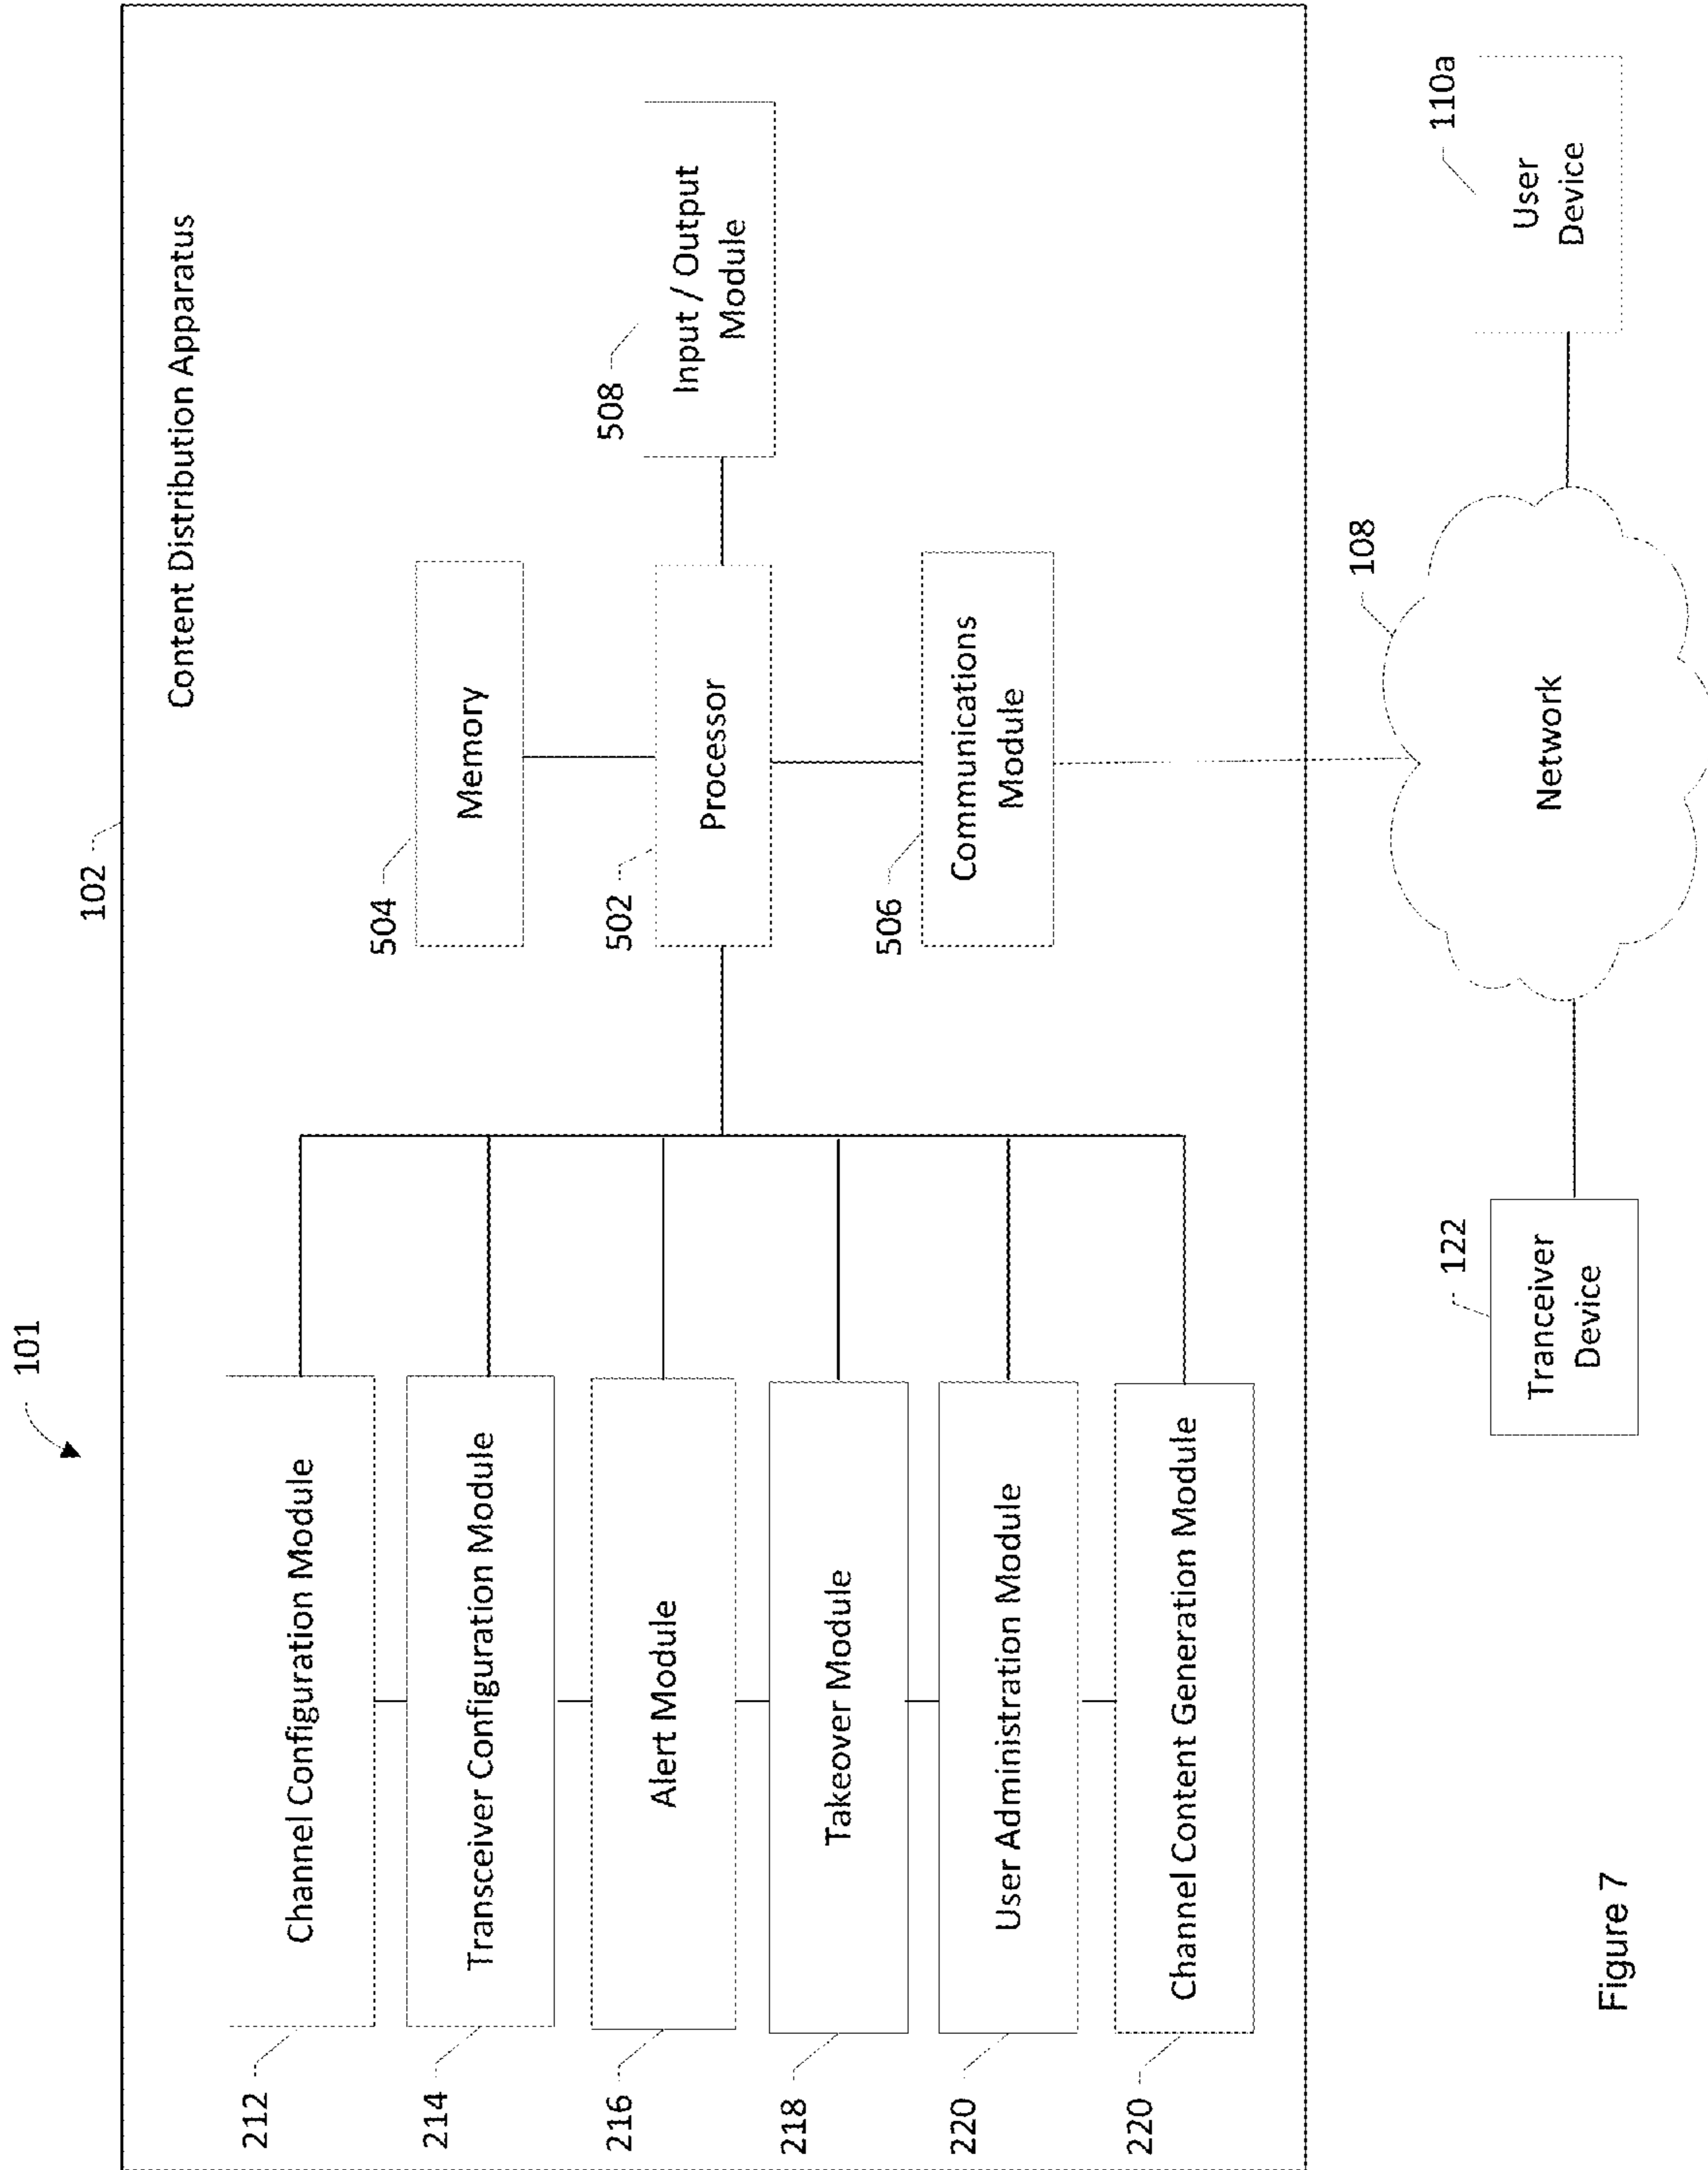 101
102
Content Distribution Apparatus
212
Channel Configuration Module
214
Transceiver Configuration Module
216
Alert Module
218
Takeover Module
220
User Administration Module
220
Channel Content Generation Module
504
Memory
502
Processor
506
Communications
Module
508
Input / Output
Module
122
Tranceiver
Device
108
Network
110a
User
Device
Figure 7